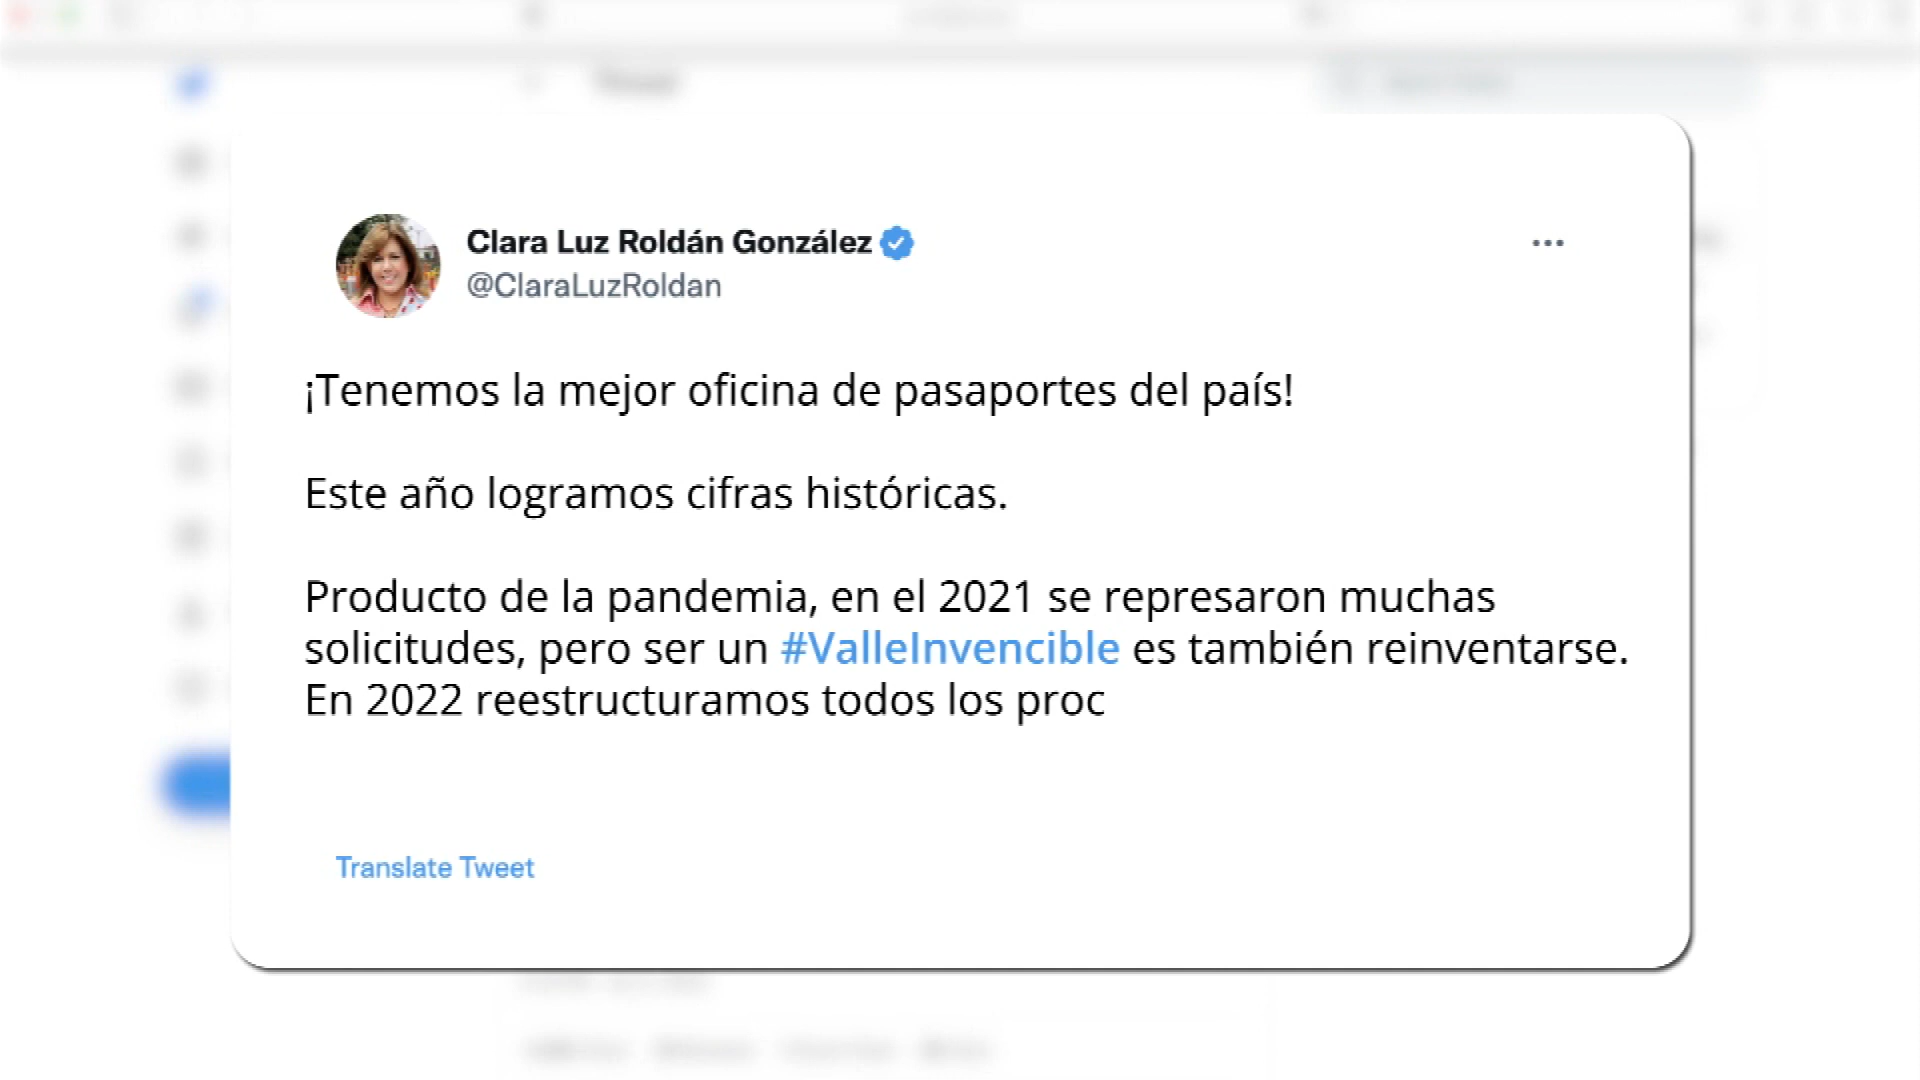 Clara Luz Roldán González
@ClaraLuzRoldan
¡Tenemos la mejor oficina de pasaportes del país!
Este año logramos cifras históricas.
Producto de la pandemia, en el 2021 se represaron muchas
solicitudes, pero ser un #ValleInvencible es también reinventarse.
En 2022 reestructuramos todos los proc
Translate Tweet